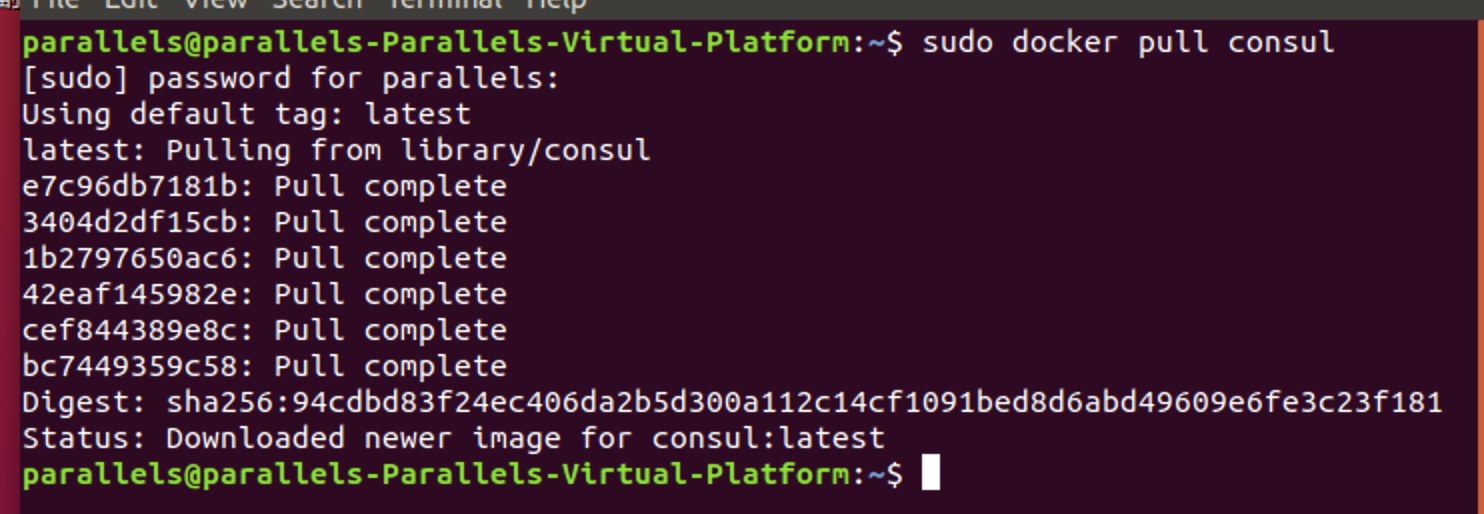 File Edit View Search Terminal Help
parallels@parallels-Parallels-Virtual-Platform:~$ sudo docker pull consul
[sudo] password for parallels:
Using default tag: latest
latest: Pulling from library/consul
e7c96db7181b: Pull complete
3404d2df15cb: Pull complete
1b2797650ac6: Pull complete
42eaf145982e: Pull complete
cef844389e8c: Pull complete
bc7449359c58: Pull complete
Digest: sha256:94cdbd83f24ec406da2b5d300a112c14cf1091bed8d6abd49609e6fe3c23f181
Status: Downloaded newer image for consul:latest
parallels@parallels-Parallels-Virtual-Platform:~$